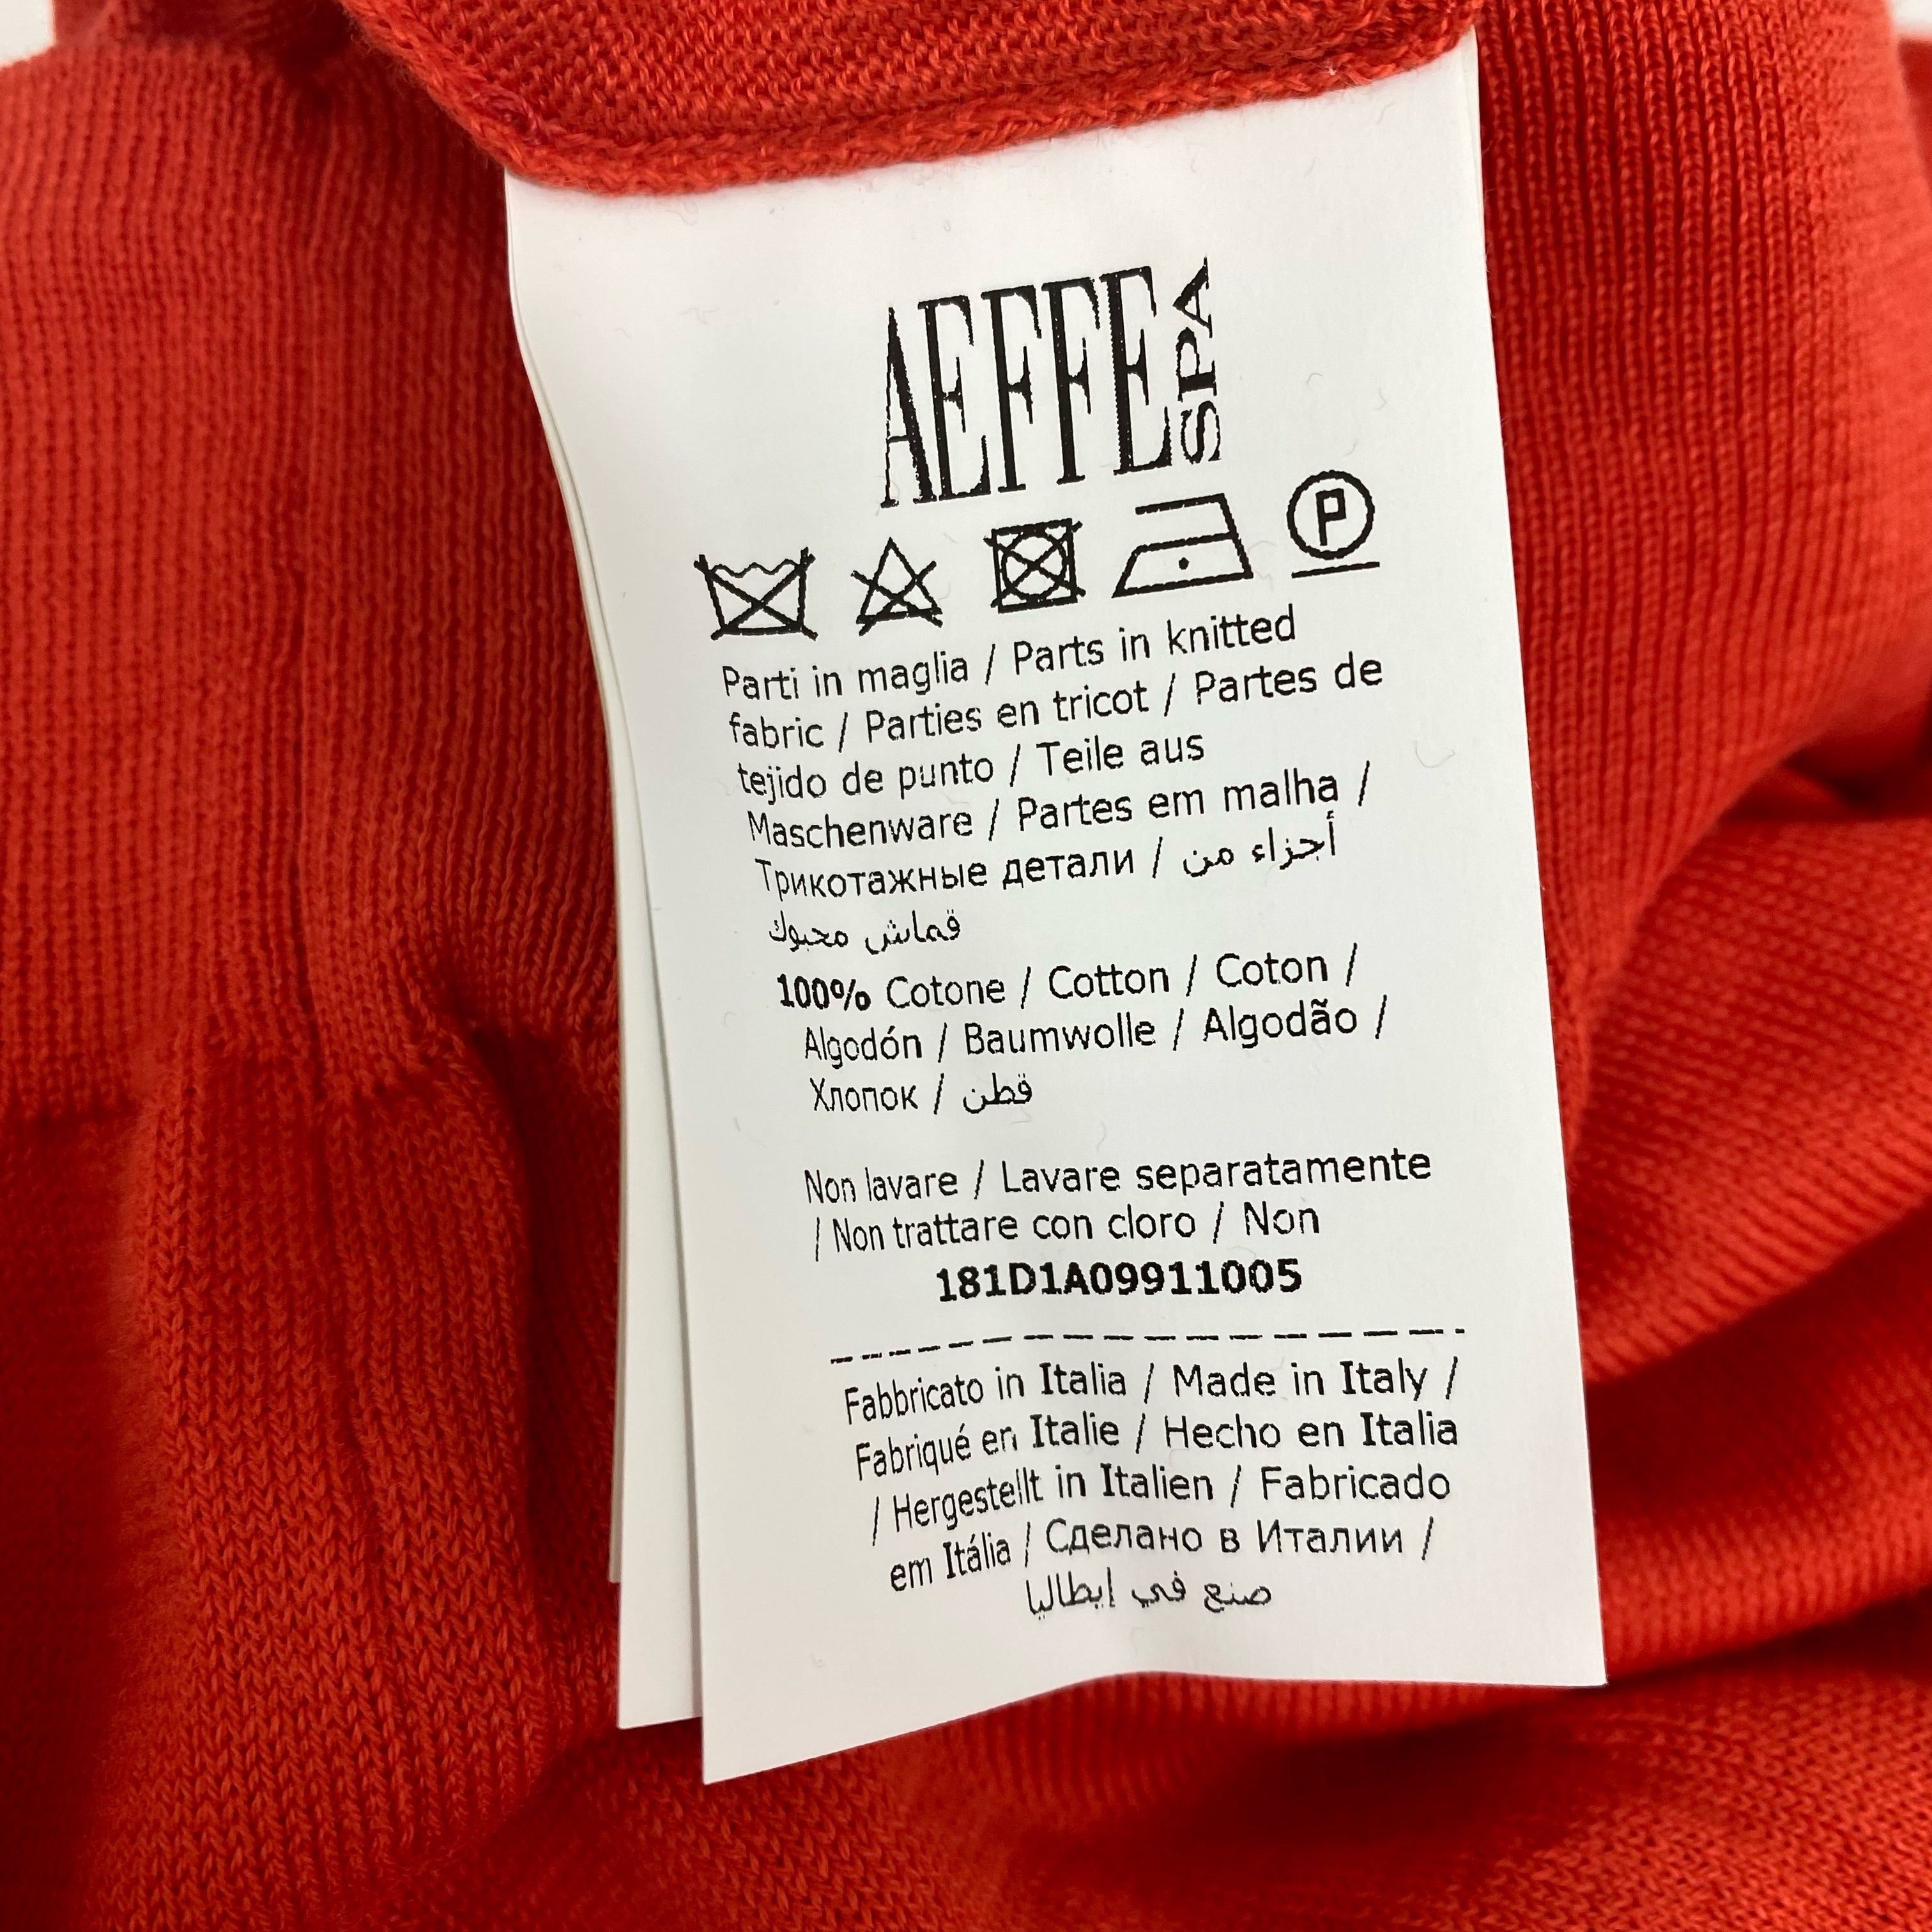 AEFFE SPA
P
Parti in maglia / Parts in knitted
fabric / Parties en tricot / Partes de
tejido de punto / Teile aus
Maschenware / Partes em malha /
Трикотажные детали / أجزاء من
قماش محبوك
100% Cotone / Cotton / Coton /
Algodón / Baumwolle / Algodão /
Хлопок / قطن
Non lavare / Lavare separatamente
/ Non trattare con cloro / Non
181D1A09911005
Fabbricato in Italia / Made in Italy /
Fabriqué en Italie / Hecho en Italia
/ Hergestellt in Italien / Fabricado
em Itália / Сделано в Италии /
صنع في إيطاليا